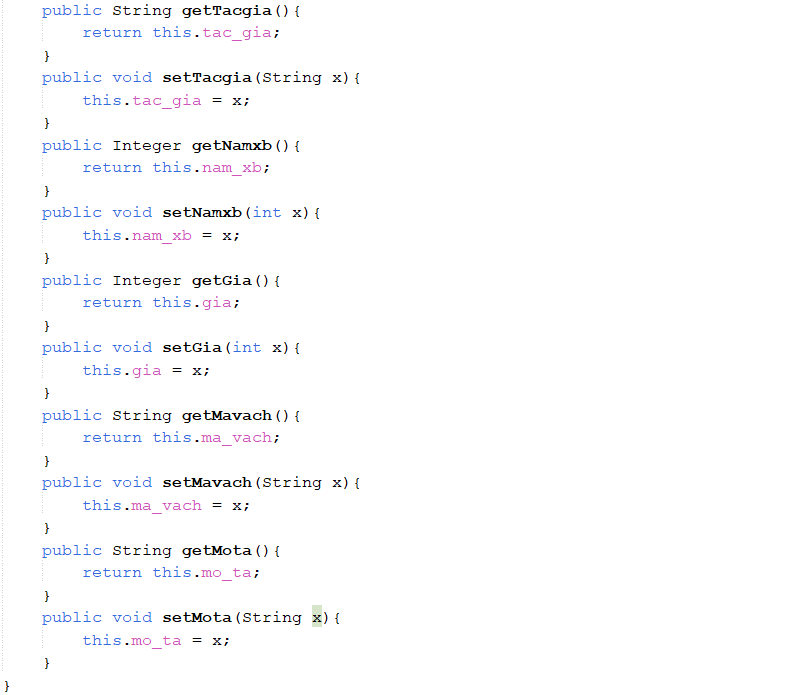 public String getTacgia(){
return this.tac_gia;
}
public void setTacgia(String x){
this.tac_gia = x;
}
public Integer getNamxb(){
return this.nam_xb;
}
public void setNamxb(int x){
this.nam_xb = x;
}
public Integer getGia(){
return this.gia;
}
public void setGia(int x){
this.gia = x;
}
public String getMavach(){
return this.ma_vach;
}
public void setMavach(String x){
this.ma_vach = x;
}
public String getMota(){
return this.mo_ta;
}
public void setMota(String x){
this.mo_ta = x;
}
}